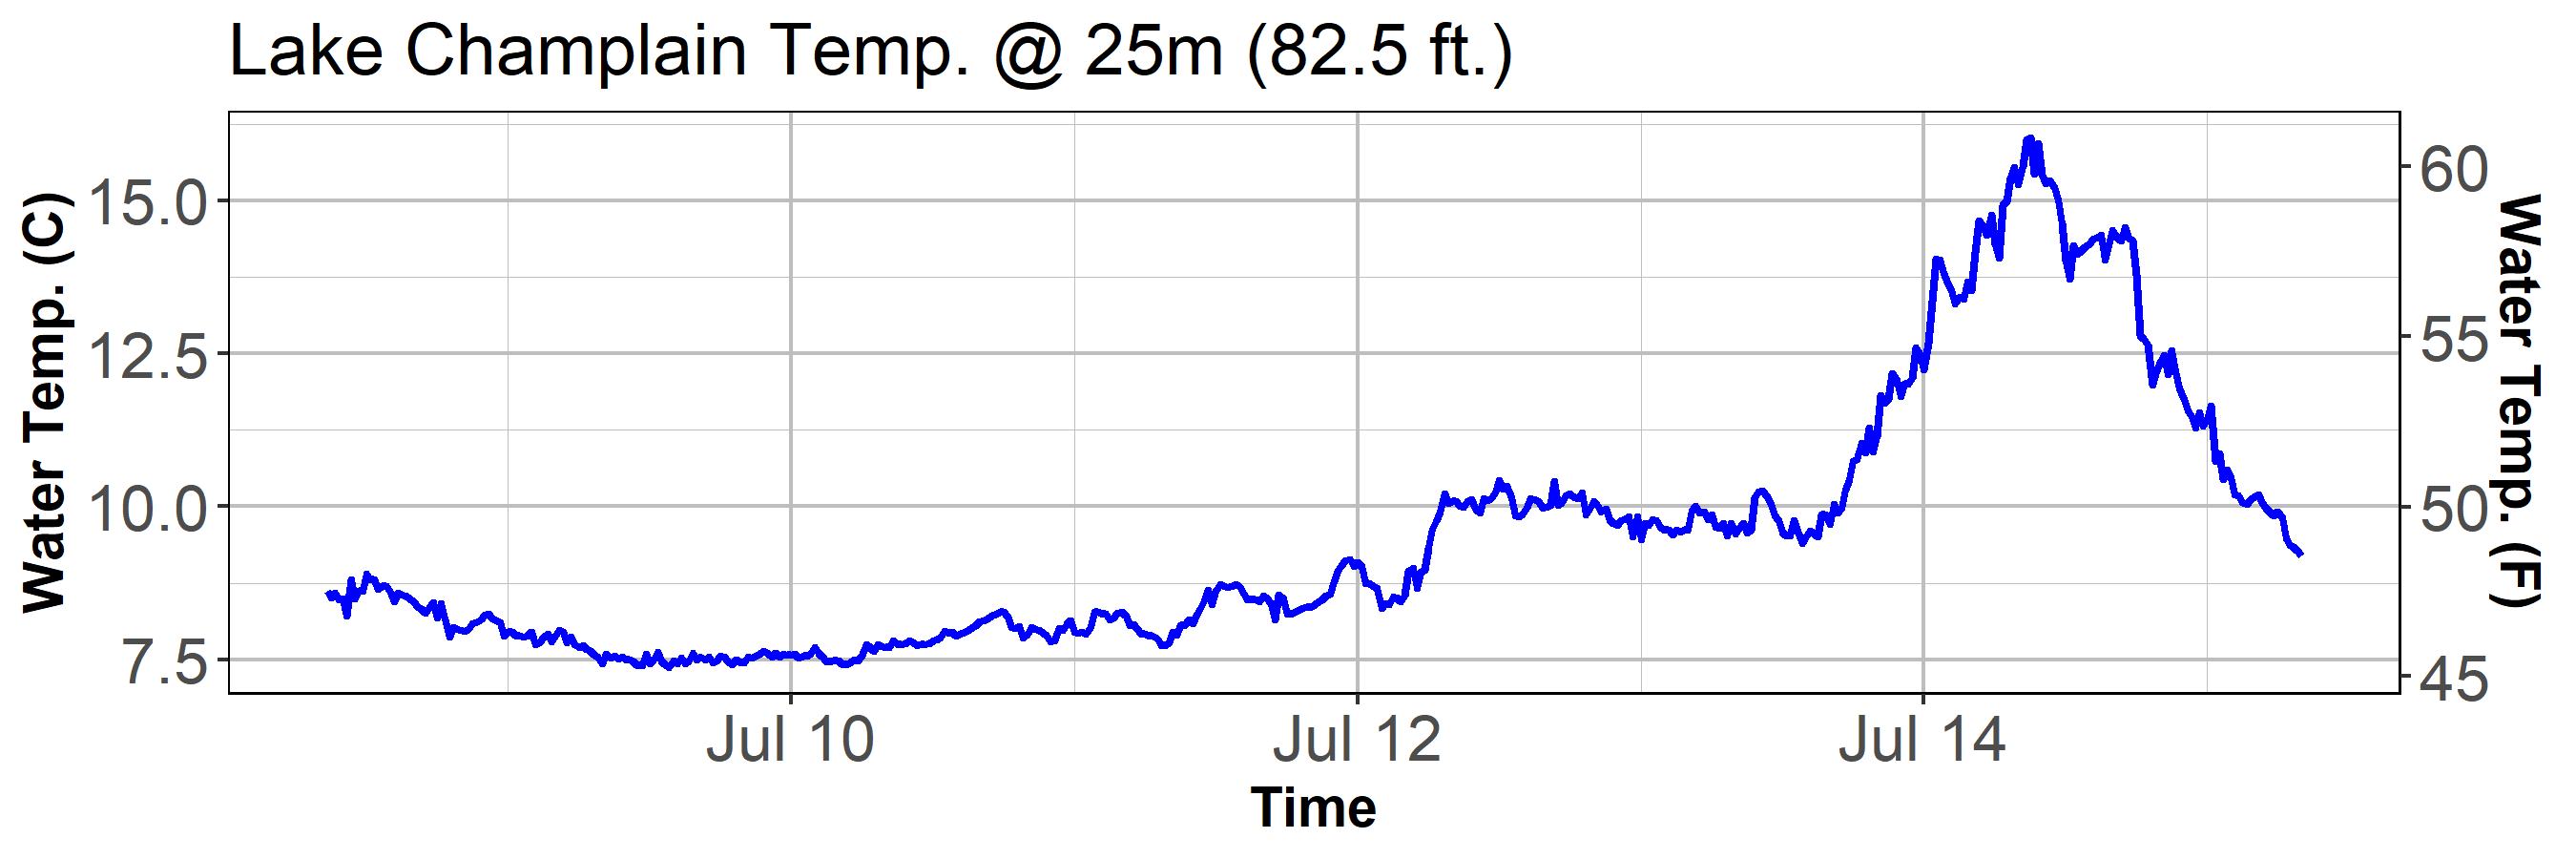 Lake Champlain Temp. @ 25m (82.5 ft.)
Water Temp. (C)
15.0
12.5
10.0
7.5
60
55
50
45
Water Temp. (F)
Jul 10 Jul 12 Jul 14
Time